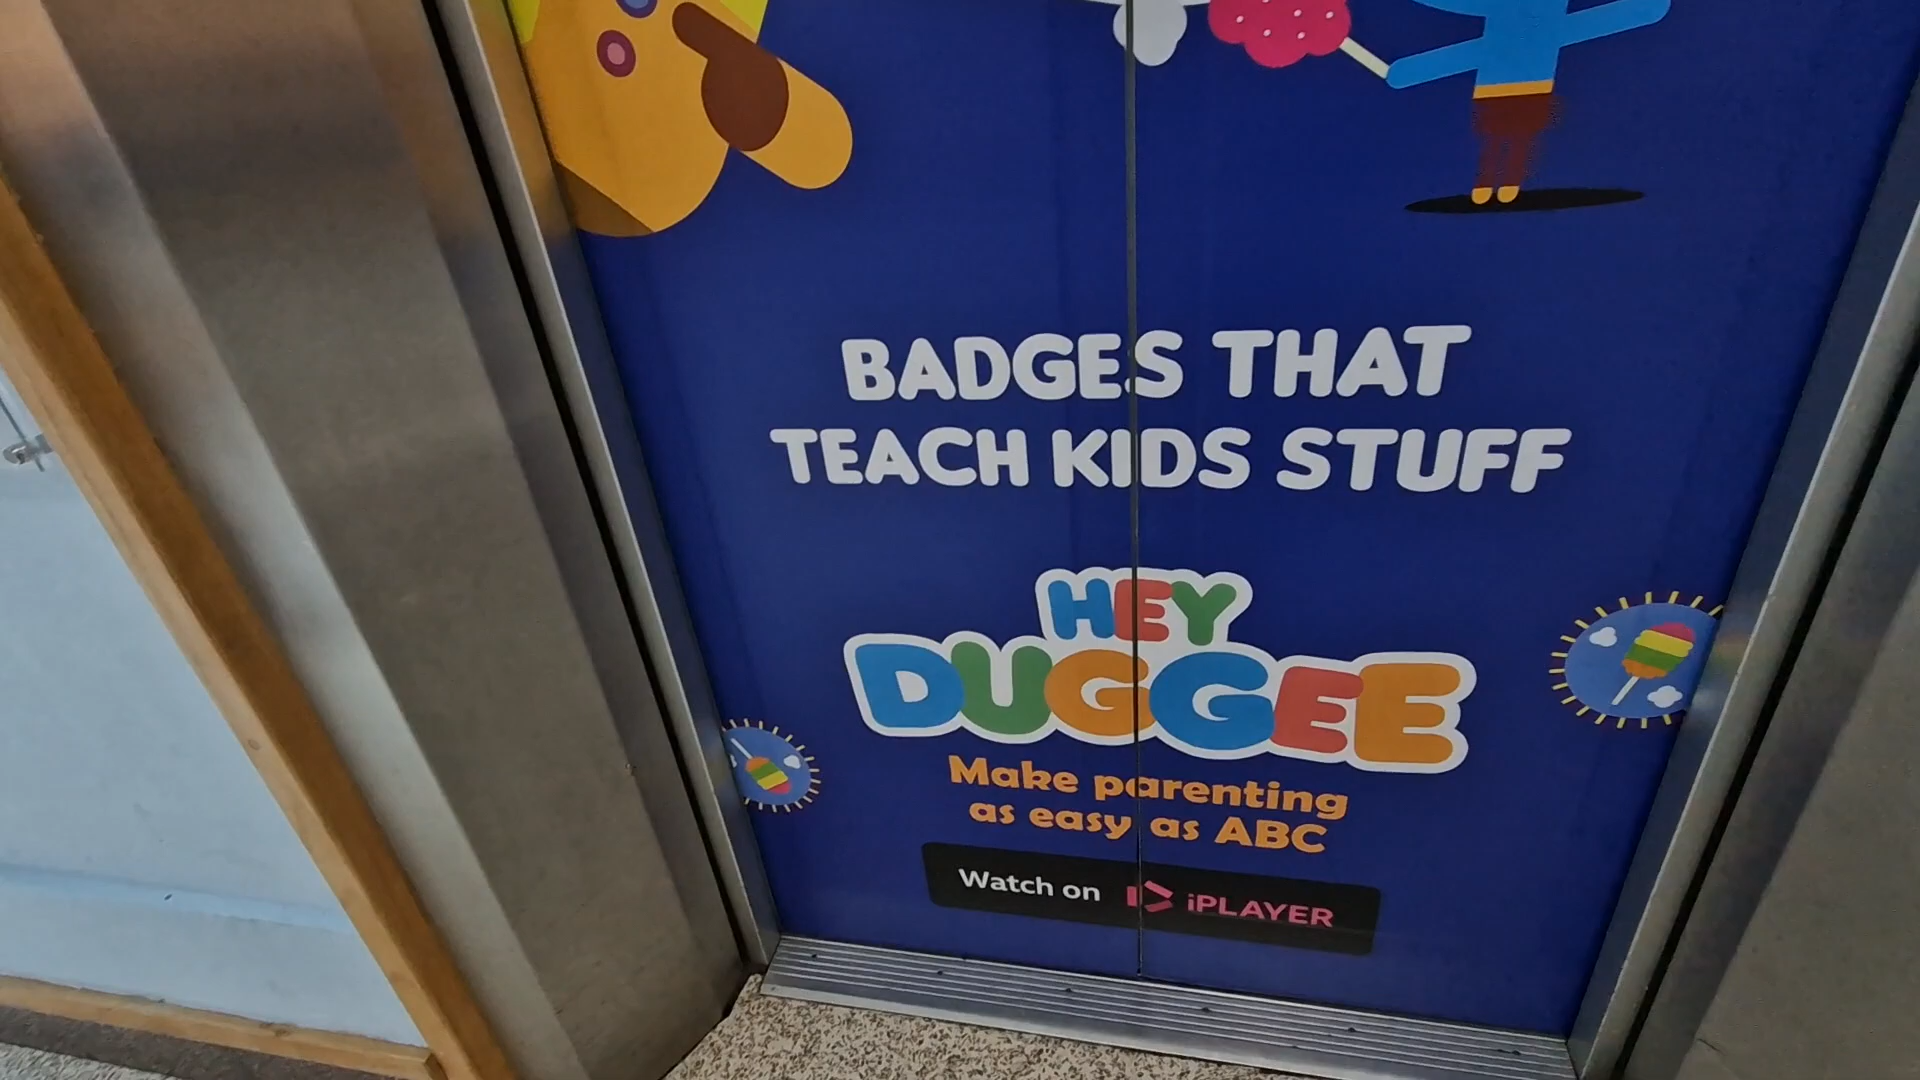 BADGES THAT
TEACH KIDS STUFF
HEY
DUGGEE
Make parenting
as easy as ABC
Watch on iPLAYER